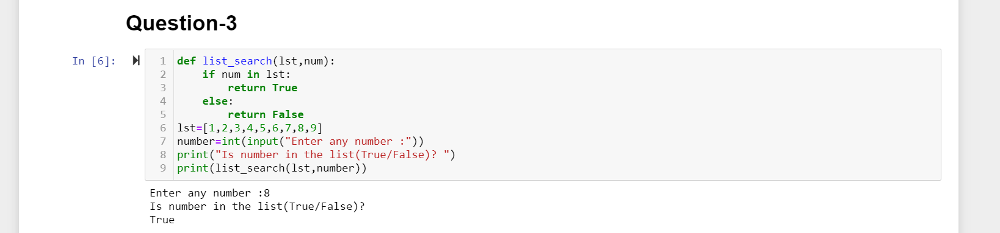 Question-3
In [6]:
1 def list_search(lst,num):
2     if num in lst:
3         return True
4     else:
5         return False
6 lst=[1,2,3,4,5,6,7,8,9]
7 number=int(input("Enter any number :"))
8 print("Is number in the list(True/False)? ")
9 print(list_search(lst,number))
Enter any number :8
Is number in the list(True/False)?
True